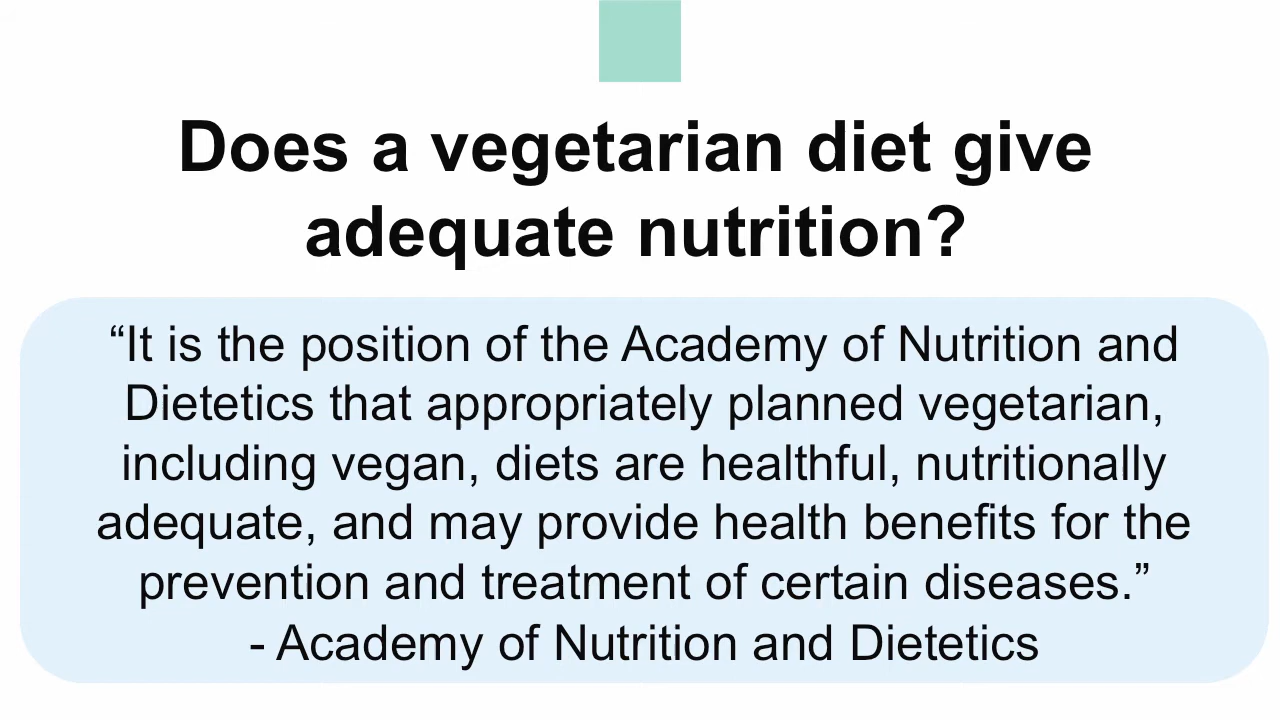 Does a vegetarian diet give
adequate nutrition?
“It is the position of the Academy of Nutrition and
Dietetics that appropriately planned vegetarian,
including vegan, diets are healthful, nutritionally
adequate, and may provide health benefits for the
prevention and treatment of certain diseases.”
- Academy of Nutrition and Dietetics